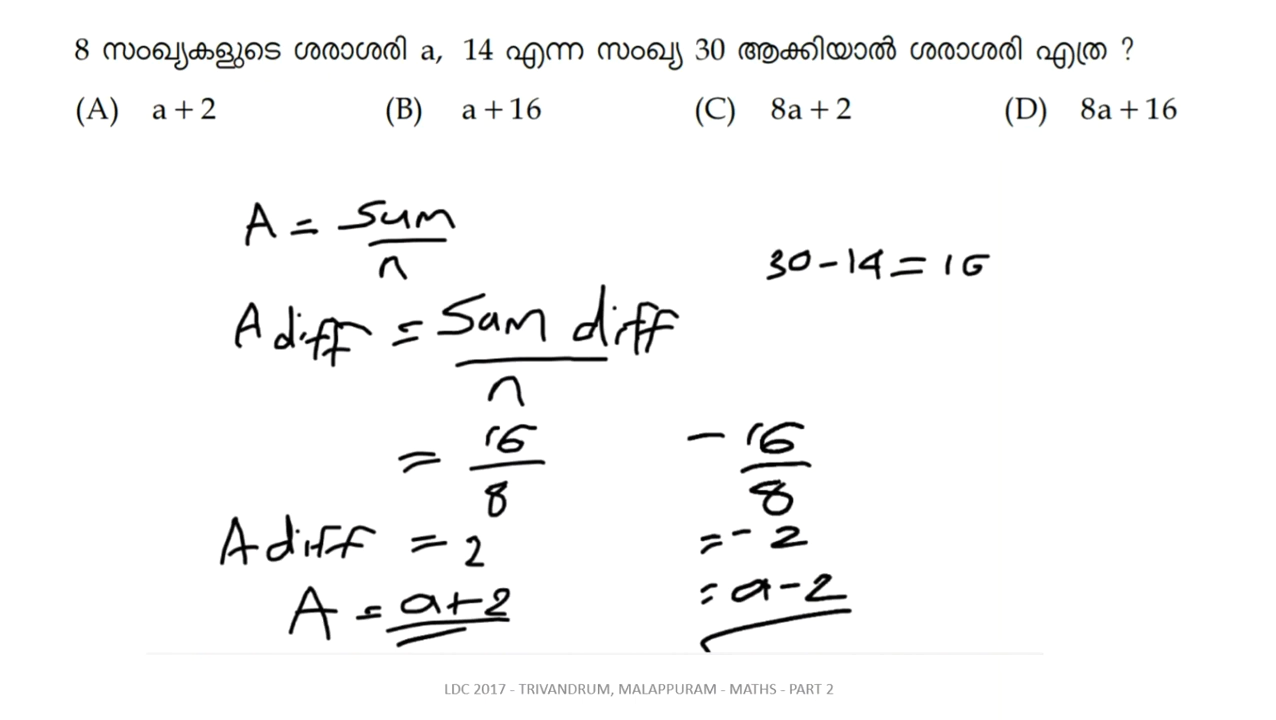 8 സംഖ്യകളുടെ ശരാശരി a, 14 എന്ന സംഖ്യ 30 ആക്കിയാൽ ശരാശരി എത്ര ?
(A) a + 2 (B) a + 16 (C) 8a + 2 (D) 8a + 16
A = Sum
n
30 - 14 = 16
A diff = Sum diff
n
= 16 - 16
8 8
A diff = 2 = - 2
A = a+2 = a - 2
LDC 2017 - TRIVANDRUM, MALAPPURAM - MATHS - PART 2